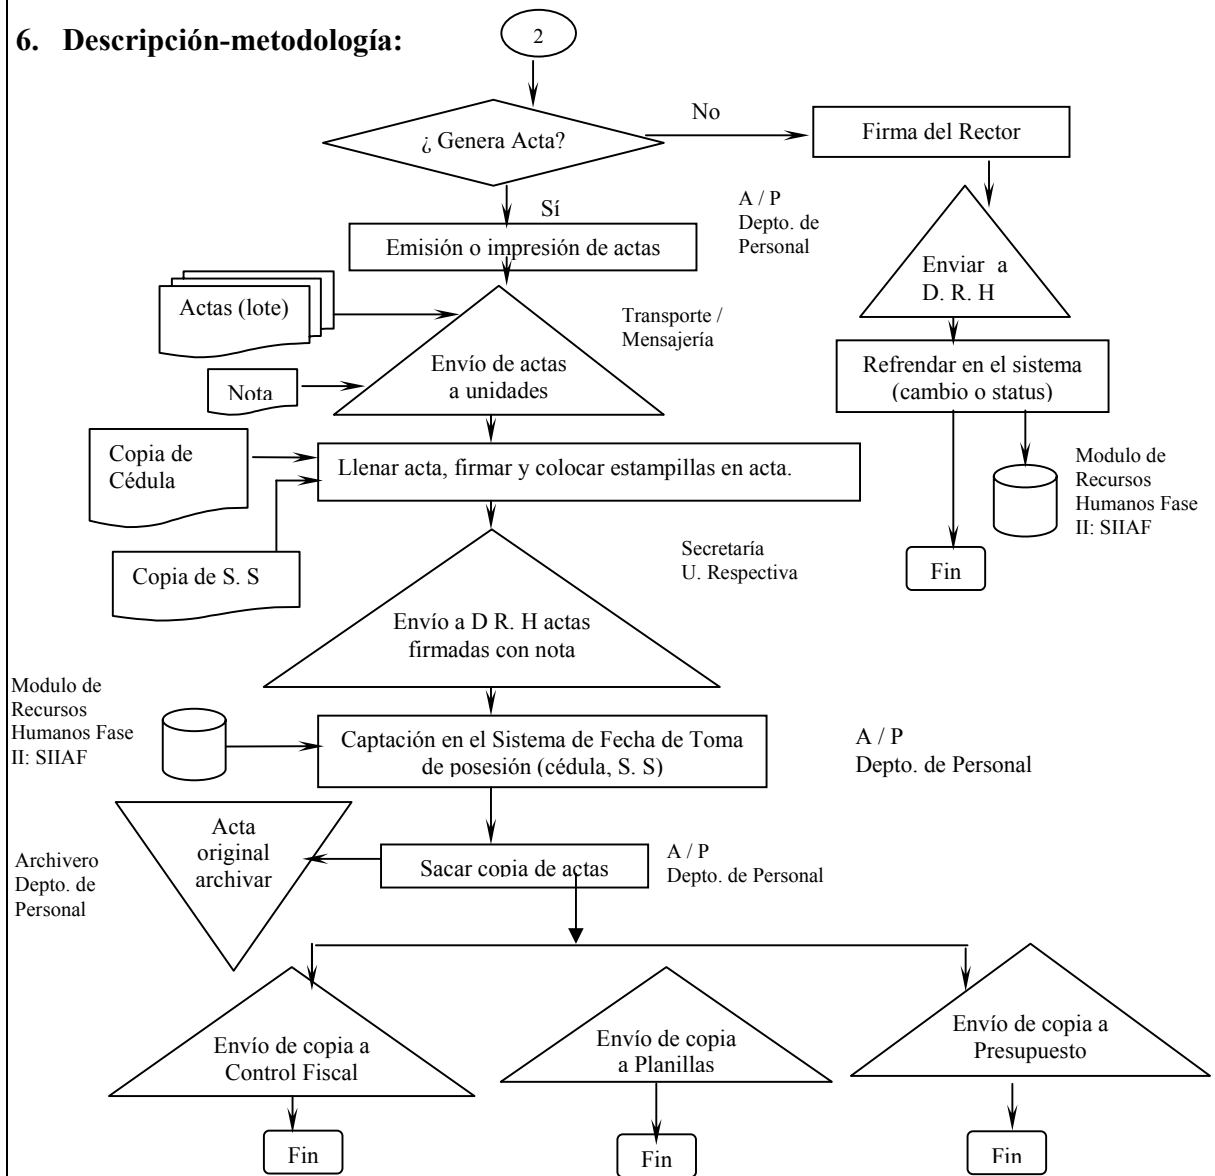 6. Descripción-metodología:
2
¿ Genera Acta?
No
Firma del Rector
Sí
A / P
Depto. de
Personal
Emisión o impresión de actas
Enviar a
D. R. H
Actas (lote)
Transporte /
Mensajería
Envío de actas
a unidades
Nota
Refrendar en el sistema
(cambio o status)
Copia de
Cédula
Llenar acta, firmar y colocar estampillas en acta.
Modulo de
Recursos
Humanos Fase
II: SIIAF
Copia de S. S
Secretaría
U. Respectiva
Fin
Envío a D R. H actas
firmadas con nota
Modulo de
Recursos
Humanos Fase
II: SIIAF
Captación en el Sistema de Fecha de Toma
de posesión (cédula, S. S)
A / P
Depto. de Personal
Acta
original
archivar
Archivero
Depto. de
Personal
Sacar copia de actas
A / P
Depto. de Personal
Envío de copia a
Control Fiscal
Envío de copia
a Planillas
Envío de copia a
Presupuesto
Fin
Fin
Fin